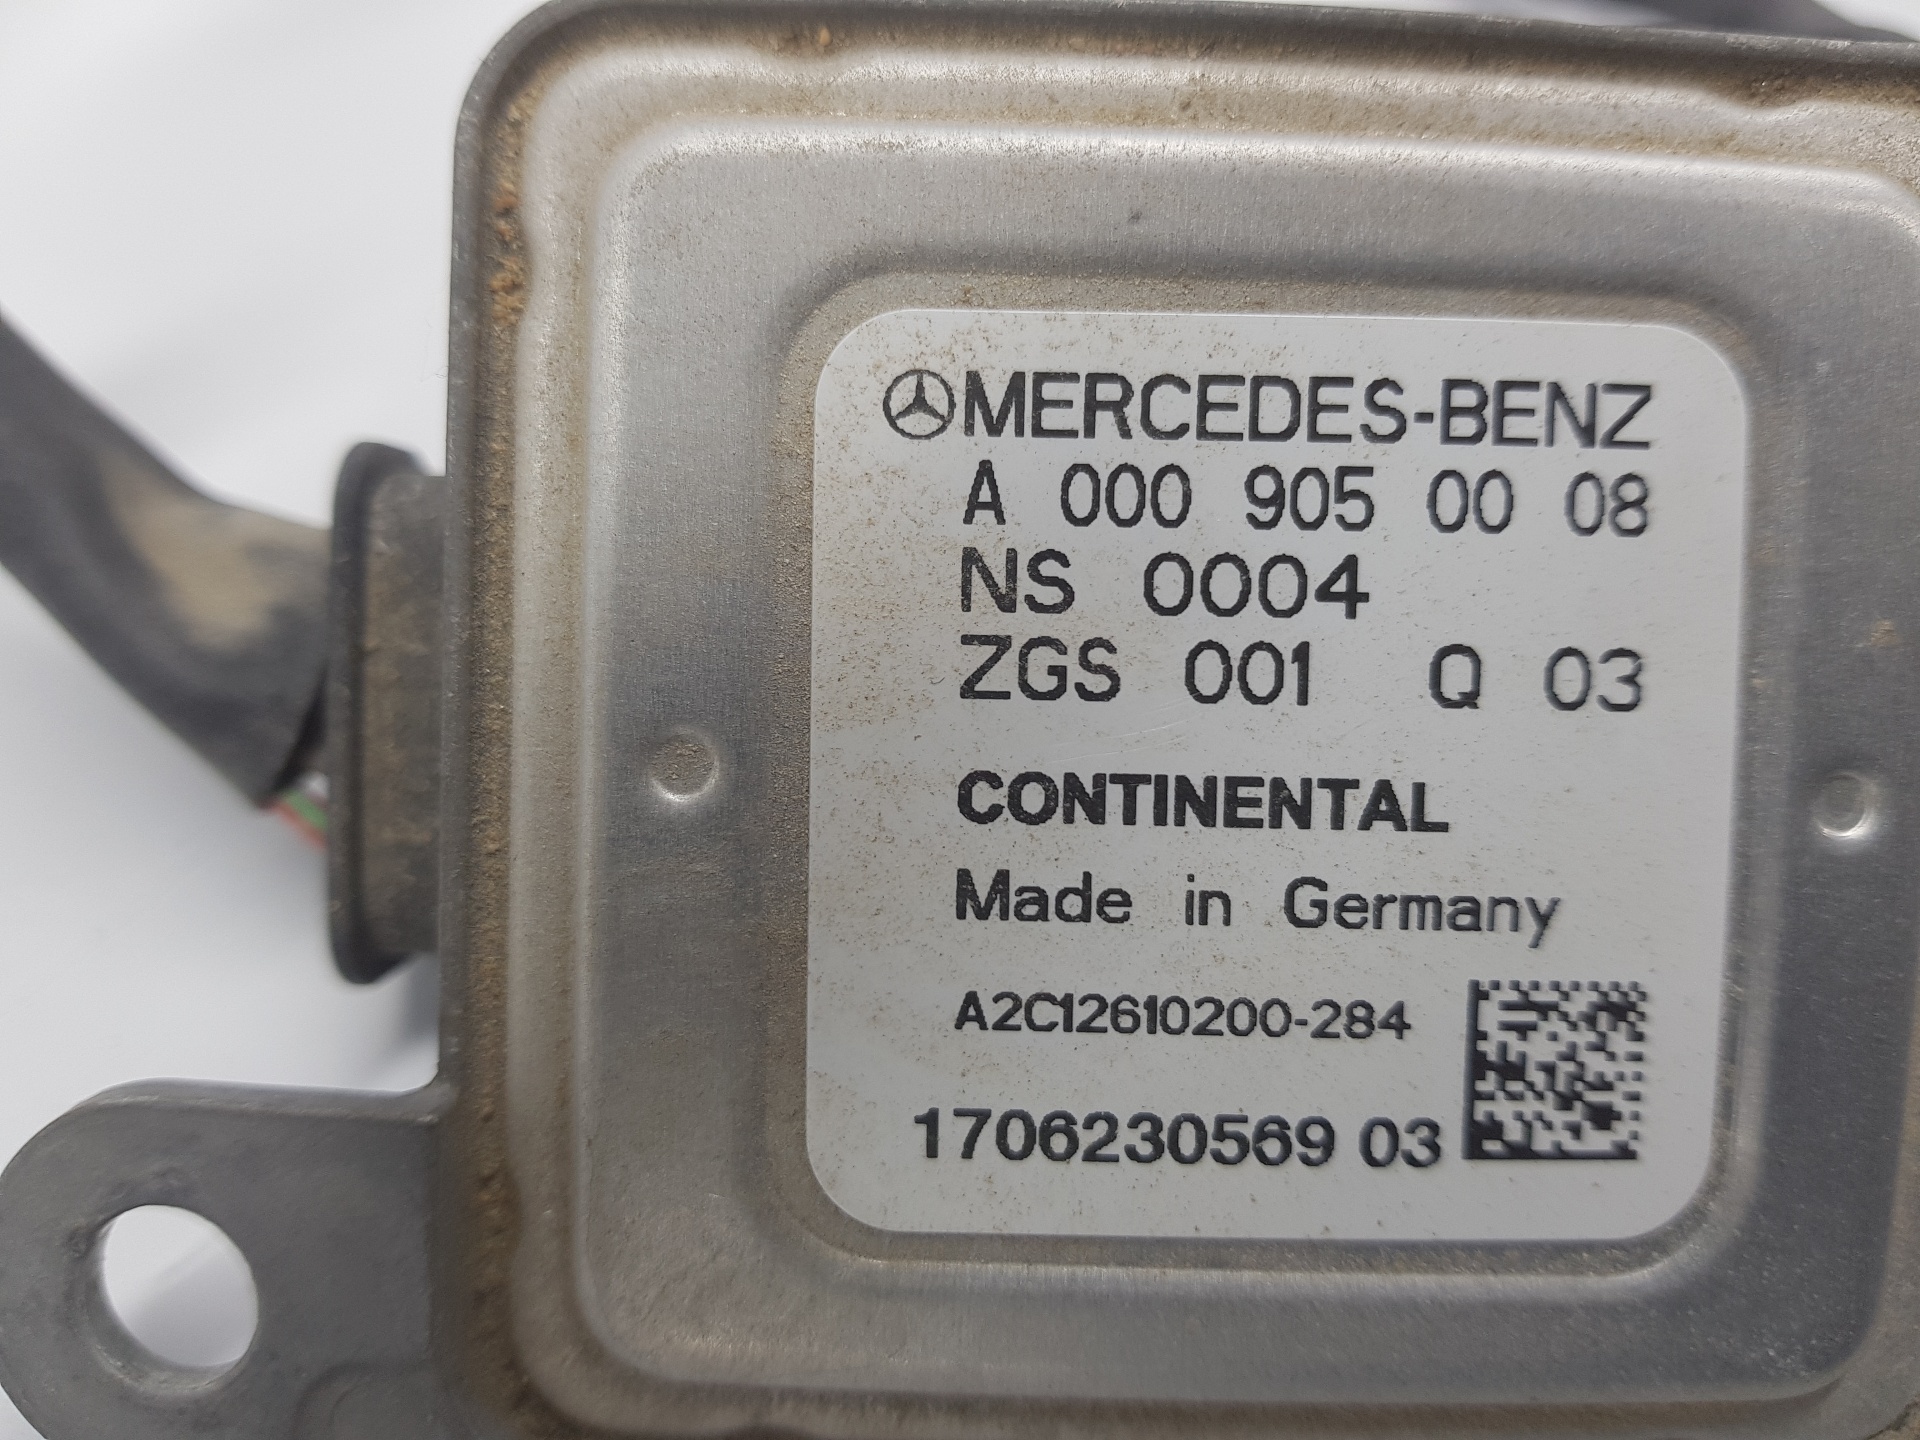 MERCEDES-BENZ
A 000 905 00 08
NS 0004
ZGS 001 Q 03
CONTINENTAL
Made in Germany
A2C12610200-284
1706230569 03